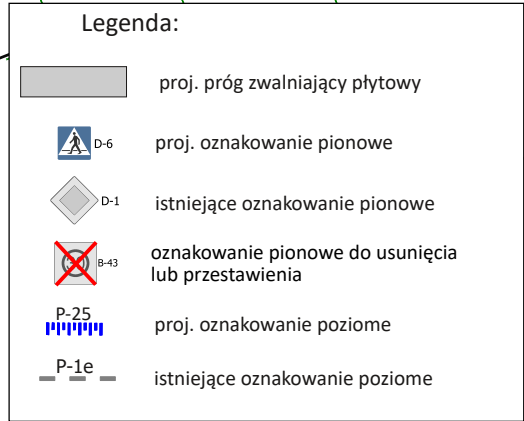 Legenda:
proj. próg zwalniający płytowy
D-6 proj. oznakowanie pionowe
D-1 istniejące oznakowanie pionowe
B-43 oznakowanie pionowe do usunięcia
lub przestawienia
P-25
proj. oznakowanie poziome
P-1e
istniejące oznakowanie poziome